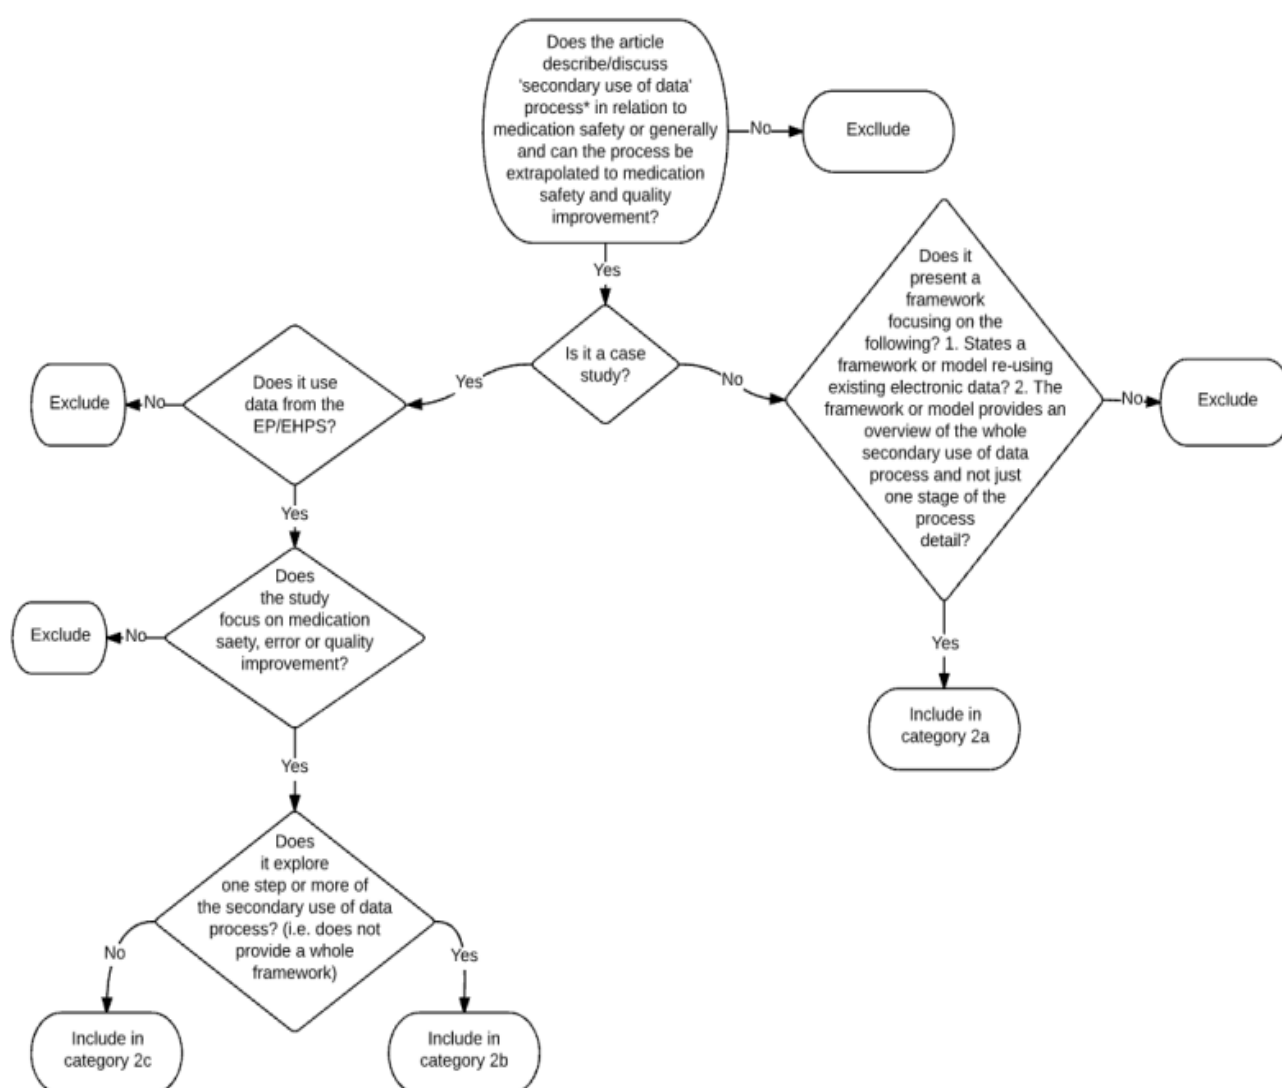 Does the article
describe/discuss
'secondary use of data'
process* in relation to
medication safety or generally
and can the process be
extrapolated to medication
safety and quality
improvement?
No
Excllude
Yes
Is it a case
study?
Yes
No
Does it use
data from the
EP/EHPS?
No
Exclude
Yes
Does
the study
focus on medication
saety, error or quality
improvement?
No
Exclude
Yes
Does
it explore
one step or more of
the secondary use of data
process? (i.e. does not
provide a whole
framework)
No
Yes
Include in
category 2c
Include in
category 2b
Does it
present a
framework
focusing on the
following? 1. States a
framework or model re-using
existing electronic data? 2. The
framework or model provides an
overview of the whole
secondary use of data
process and not just
one stage of the
process
detail?
No
Exclude
Yes
Include in
category 2a